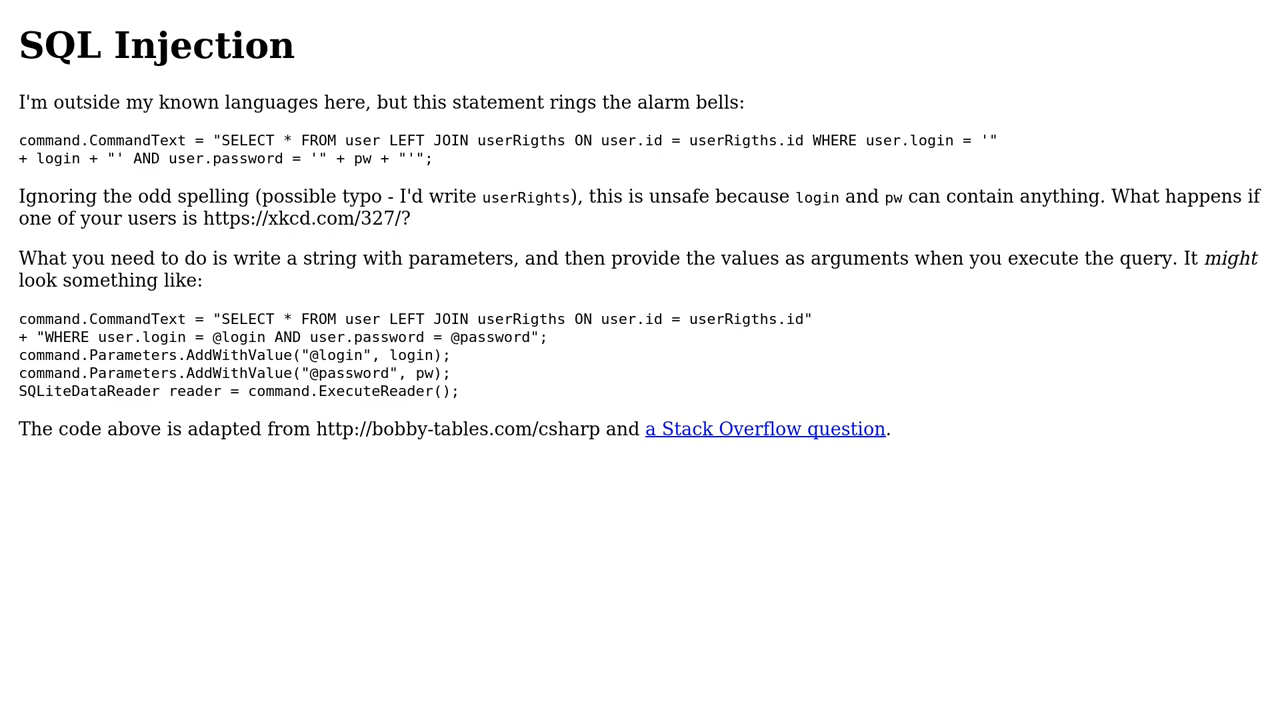 SQL Injection
I'm outside my known languages here, but this statement rings the alarm bells:
command.CommandText = "SELECT * FROM user LEFT JOIN userRigths ON user.id = userRigths.id WHERE user.login = '"
+ login + "' AND user.password = '" + pw + "'";
Ignoring the odd spelling (possible typo - I'd write userRights), this is unsafe because login and pw can contain anything. What happens if
one of your users is https://xkcd.com/327/?
What you need to do is write a string with parameters, and then provide the values as arguments when you execute the query. It might
look something like:
command.CommandText = "SELECT * FROM user LEFT JOIN userRigths ON user.id = userRigths.id"
+ "WHERE user.login = @login AND user.password = @password";
command.Parameters.AddWithValue("@login", login);
command.Parameters.AddWithValue("@password", pw);
SQLiteDataReader reader = command.ExecuteReader();
The code above is adapted from http://bobby-tables.com/csharp and a Stack Overflow question.